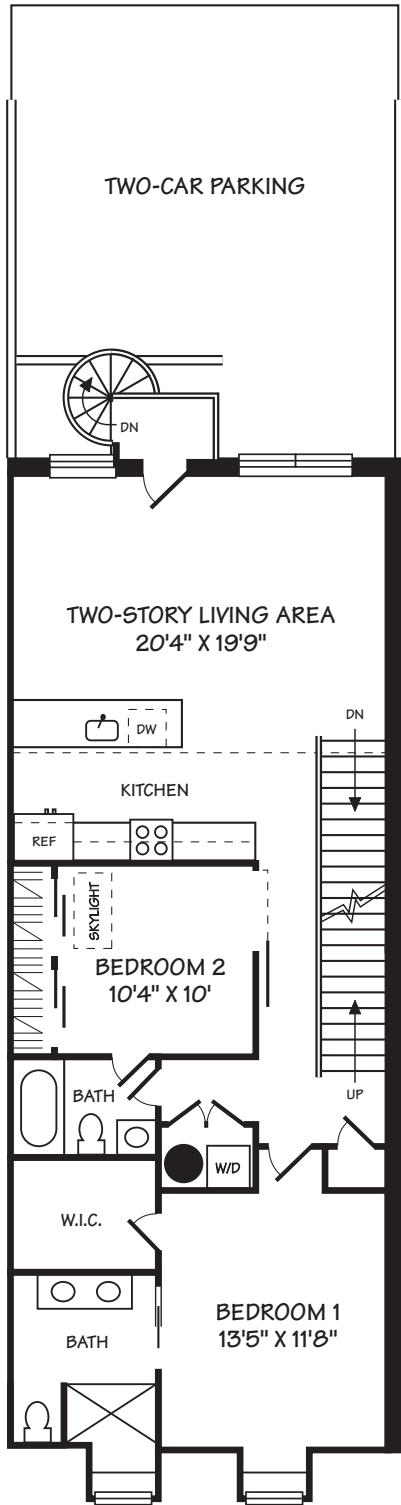 TWO-CAR PARKING
DN
TWO-STORY LIVING AREA
20'4" X 19'9"
DN
DW
KITCHEN
REF
SKYLIGHT
BEDROOM 2
10'4" X 10'
BATH
UP
W/D
W.I.C.
BEDROOM 1
13'5" X 11'8"
BATH